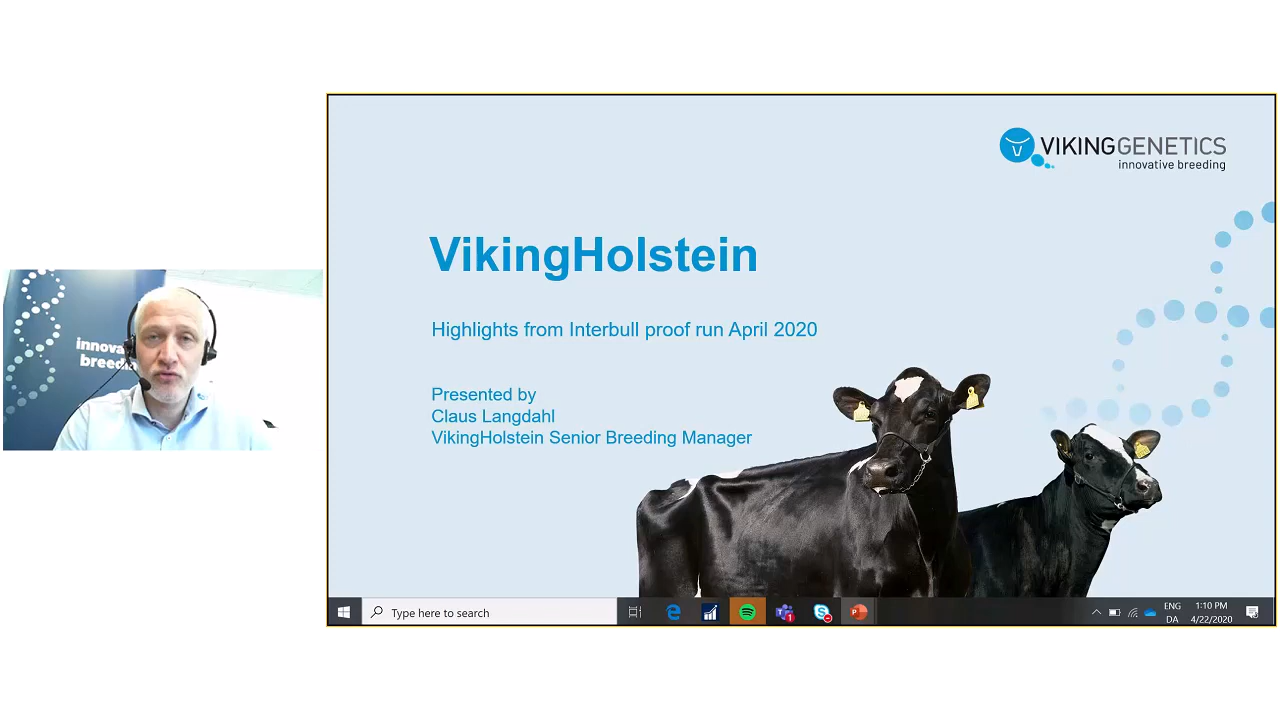 VIKINGGENETICS
innovative breeding
VikingHolstein
Highlights from Interbull proof run April 2020
Presented by
Claus Langdahl
VikingHolstein Senior Breeding Manager
Type here to search
1
ENG
DA
1:10 PM
4/22/2020